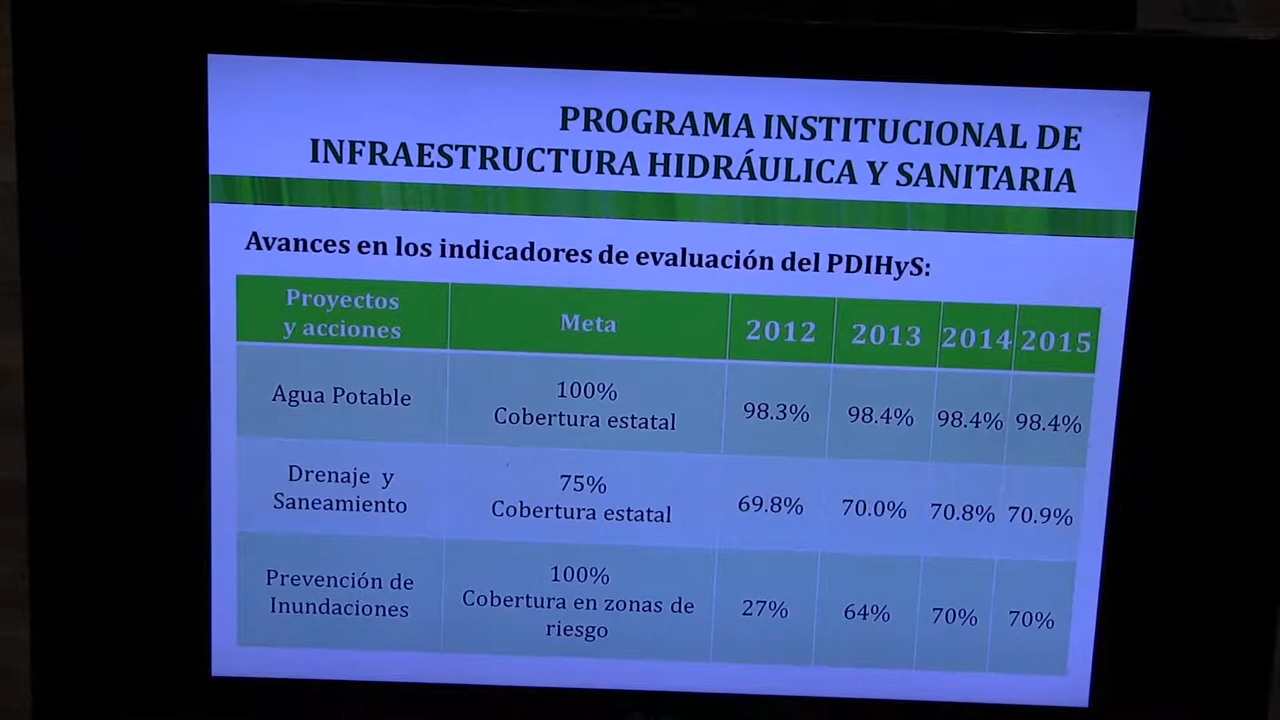 PROGRAMA INSTITUCIONAL DE
INFRAESTRUCTURA HIDRÁULICA Y SANITARIA
Avances en los indicadores de evaluación del PDIHyS:
Proyectos
y acciones
Meta
2012
2013
2014
2015
Agua Potable
100%
Cobertura estatal
98.3%
98.4%
98.4%
98.4%
Drenaje y
Saneamiento
75%
Cobertura estatal
69.8%
70.0%
70.8%
70.9%
Prevención de
Inundaciones
100%
Cobertura en zonas de
riesgo
27%
64%
70%
70%